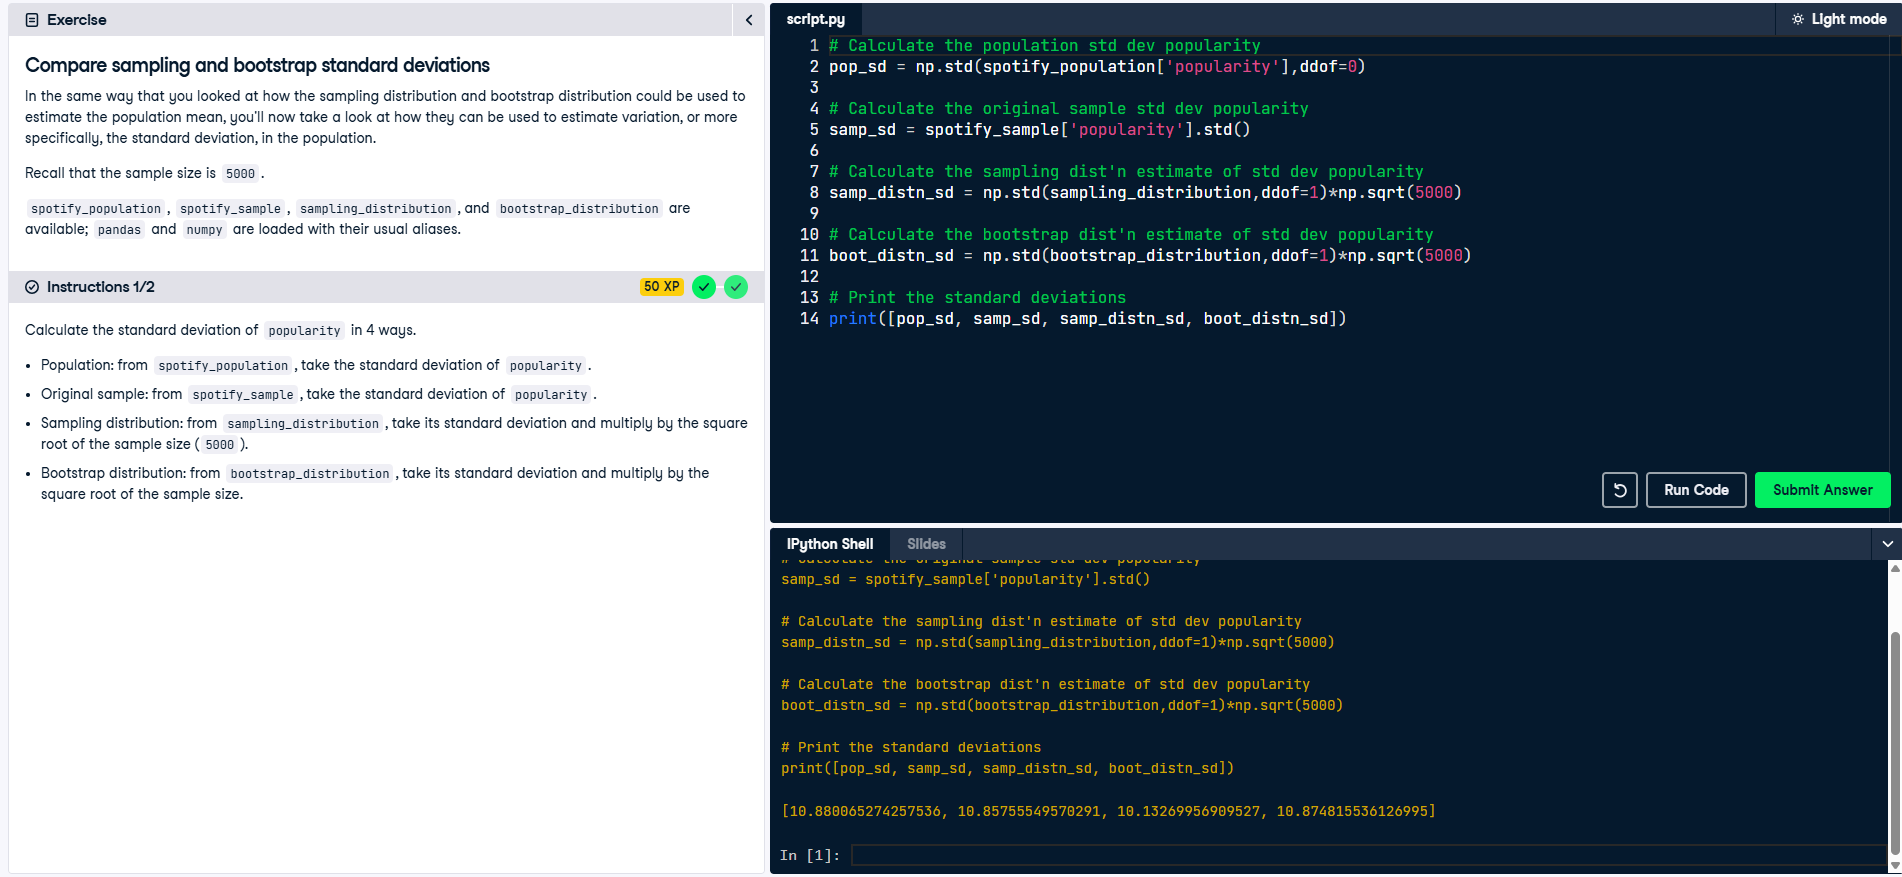 Exercise
Compare sampling and bootstrap standard deviations
In the same way that you looked at how the sampling distribution and bootstrap distribution could be used to
estimate the population mean, you'll now take a look at how they can be used to estimate variation, or more
specifically, the standard deviation, in the population.
Recall that the sample size is 5000 .
spotify_population , spotify_sample , sampling_distribution , and bootstrap_distribution are
available; pandas and numpy are loaded with their usual aliases.
Instructions 1/2
50 XP
Calculate the standard deviation of popularity in 4 ways.
• Population: from spotify_population , take the standard deviation of popularity .
• Original sample: from spotify_sample , take the standard deviation of popularity .
• Sampling distribution: from sampling_distribution , take its standard deviation and multiply by the square
root of the sample size ( 5000 ).
• Bootstrap distribution: from bootstrap_distribution , take its standard deviation and multiply by the
square root of the sample size.
script.py
Light mode
1 # Calculate the population std dev popularity
2 pop_sd = np.std(spotify_population['popularity'],ddof=0)
3
4 # Calculate the original sample std dev popularity
5 samp_sd = spotify_sample['popularity'].std()
6
7 # Calculate the sampling dist'n estimate of std dev popularity
8 samp_distn_sd = np.std(sampling_distribution,ddof=1)*np.sqrt(5000)
9
10 # Calculate the bootstrap dist'n estimate of std dev popularity
11 boot_distn_sd = np.std(bootstrap_distribution,ddof=1)*np.sqrt(5000)
12
13 # Print the standard deviations
14 print([pop_sd, samp_sd, samp_distn_sd, boot_distn_sd])
Run Code
Submit Answer
IPython Shell
Slides
# Calculate the original sample std dev popularity
samp_sd = spotify_sample['popularity'].std()
# Calculate the sampling dist'n estimate of std dev popularity
samp_distn_sd = np.std(sampling_distribution,ddof=1)*np.sqrt(5000)
# Calculate the bootstrap dist'n estimate of std dev popularity
boot_distn_sd = np.std(bootstrap_distribution,ddof=1)*np.sqrt(5000)
# Print the standard deviations
print([pop_sd, samp_sd, samp_distn_sd, boot_distn_sd])
[10.880065274257536, 10.85755549570291, 10.13269956909527, 10.874815536126995]
In [1]: